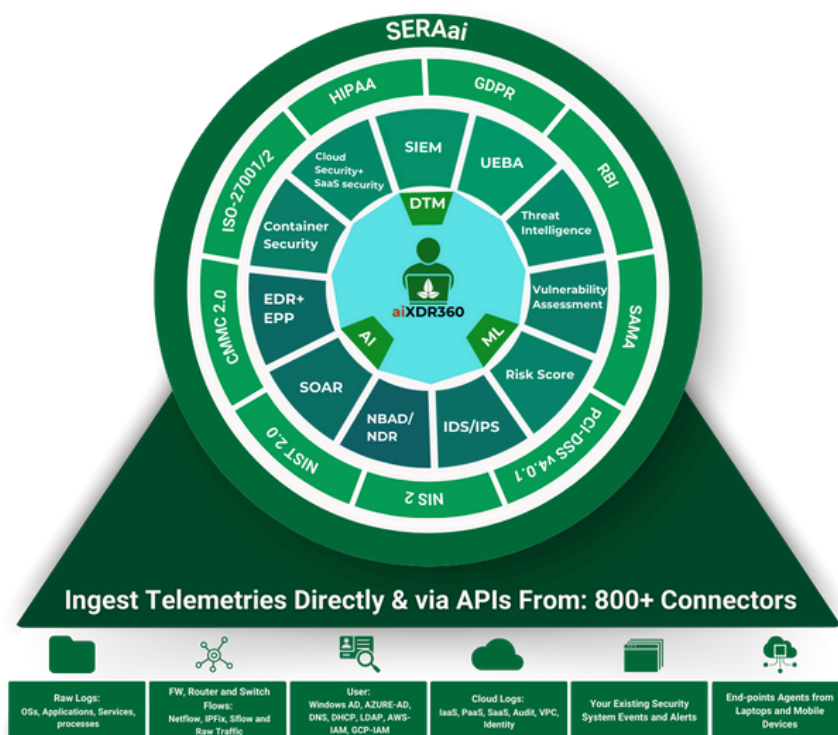 SERAai
HIPAA
GDPR
RBI
SAMA
PCI-DSS v4.0.1
NIS 2
NIST 2.0
CMMC 2.0
ISO-27001/2
SIEM
UEBA
Threat
Intelligence
Vulnerability
Assessment
Risk Score
IDS/IPS
NBAD/
NDR
SOAR
EDR+
EPP
Container
Security
Cloud
Security+
SaaS security
DTM
AI
ML
aiXDR360
Ingest Telemetries Directly & via APIs From: 800+ Connectors
Raw Logs:
OSs, Applications, Services,
processes
FW, Router and Switch
Flows:
Netflow, IPFix, Sflow and
Raw Traffic
User:
Windows AD, AZURE-AD,
DNS, DHCP, LDAP, AWS-
IAM, GCP-IAM
Cloud Logs:
IaaS, PaaS, SaaS, Audit, VPC,
Identity
Your Existing Security
System Events and Alerts
End-points Agents from
Laptops and Mobile
Devices